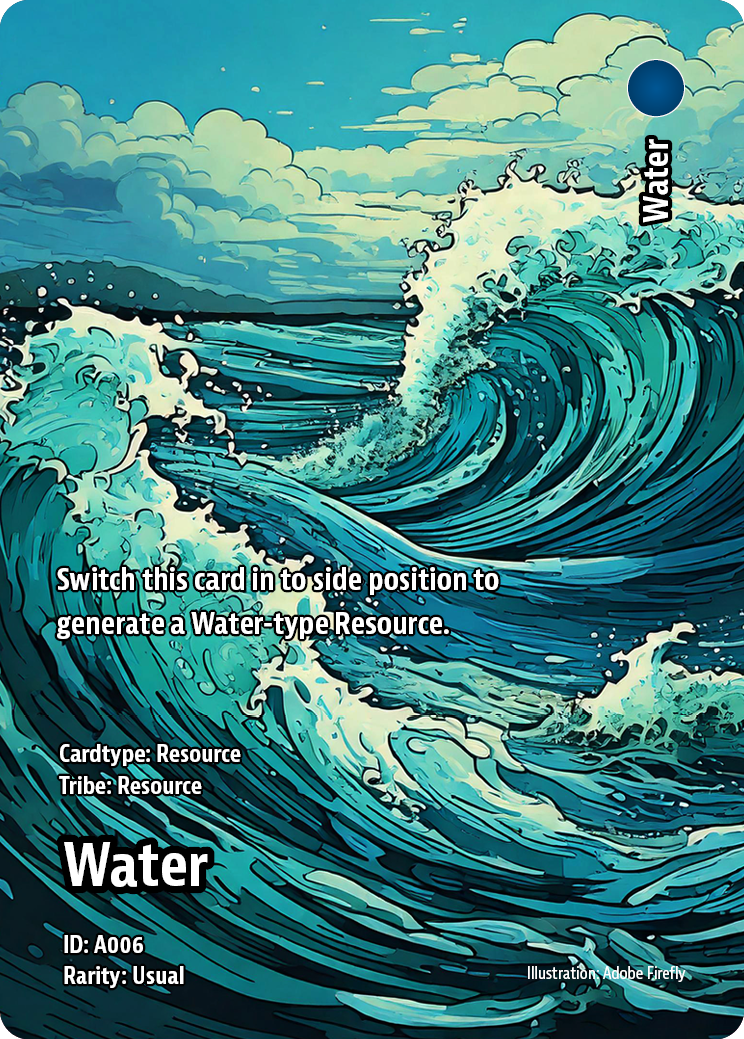 Water
Switch this card in to side position to
generate a Water-type Resource.
Cardtype: Resource
Tribe: Resource
Water
ID: A006
Rarity: Usual
Illustration: Adobe Firefly